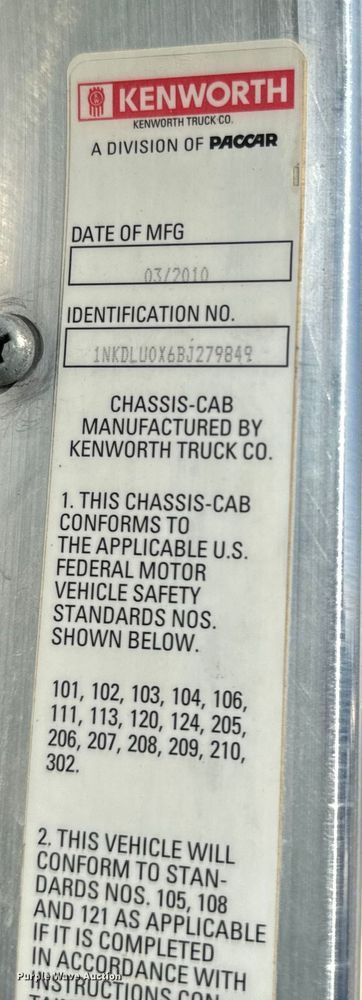 KENWORTH
KENWORTH TRUCK CO.
A DIVISION OF PACCAR
DATE OF MFG
03/2010
IDENTIFICATION NO.
1NKDLU0X6BJ279849
CHASSIS-CAB
MANUFACTURED BY
KENWORTH TRUCK CO.
1. THIS CHASSIS-CAB
CONFORMS TO
THE APPLICABLE U.S.
FEDERAL MOTOR
VEHICLE SAFETY
STANDARDS NOS.
SHOWN BELOW.
101, 102, 103, 104, 106,
111, 113, 120, 124, 205,
206, 207, 208, 209, 210,
302.
2. THIS VEHICLE WILL
CONFORM TO STAN-
DARDS NOS. 105, 108
AND 121 AS APPLICABLE
IF IT IS COMPLETED
IN ACCORDANCE WITH
INSTRUCTIONS CON-
Purple Wave Auction